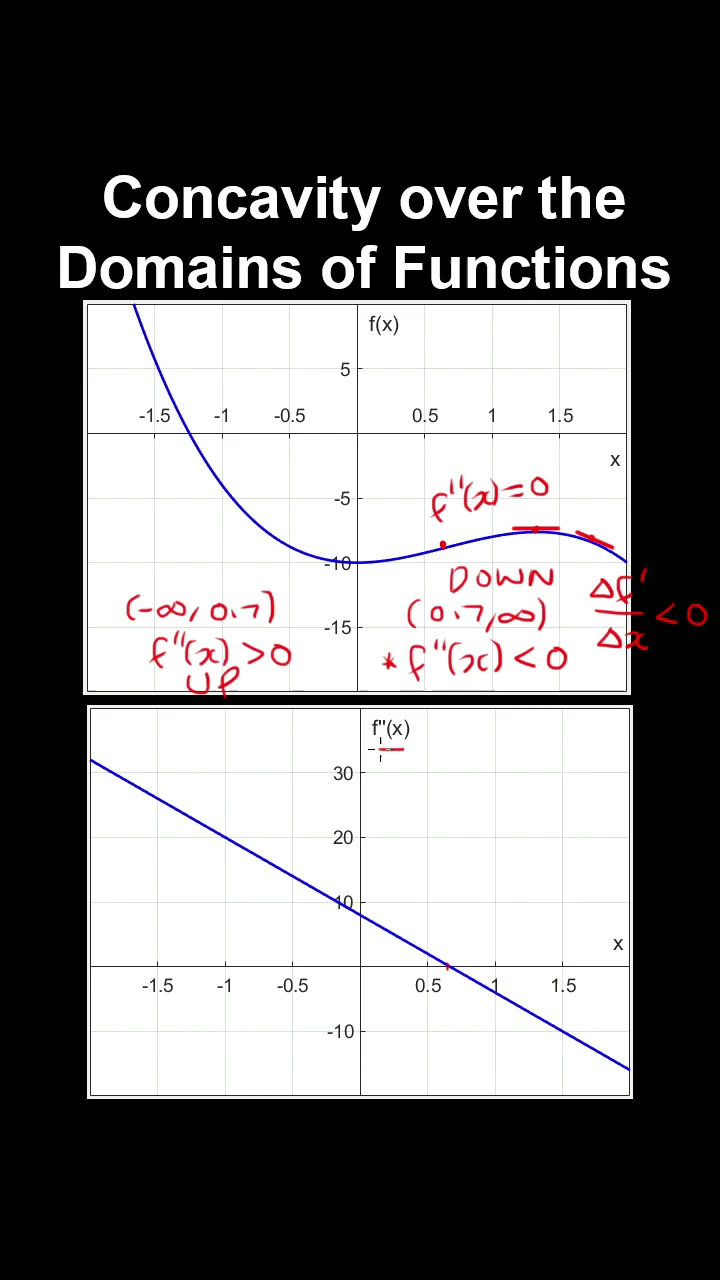 Concavity over the
Domains of Functions
f(x)
5
-1.5 -1 -0.5 0.5 1 1.5
x
-5
f''(x)=0
-10
DOWN
Δf'
(-∞, 0.7)
-15
(0.7, ∞)
Δx
<0
f''(x) >0
* f''(x) <0
UP
f''(x)
30
20
10
x
-1.5 -1 -0.5 0.5 1 1.5
-10